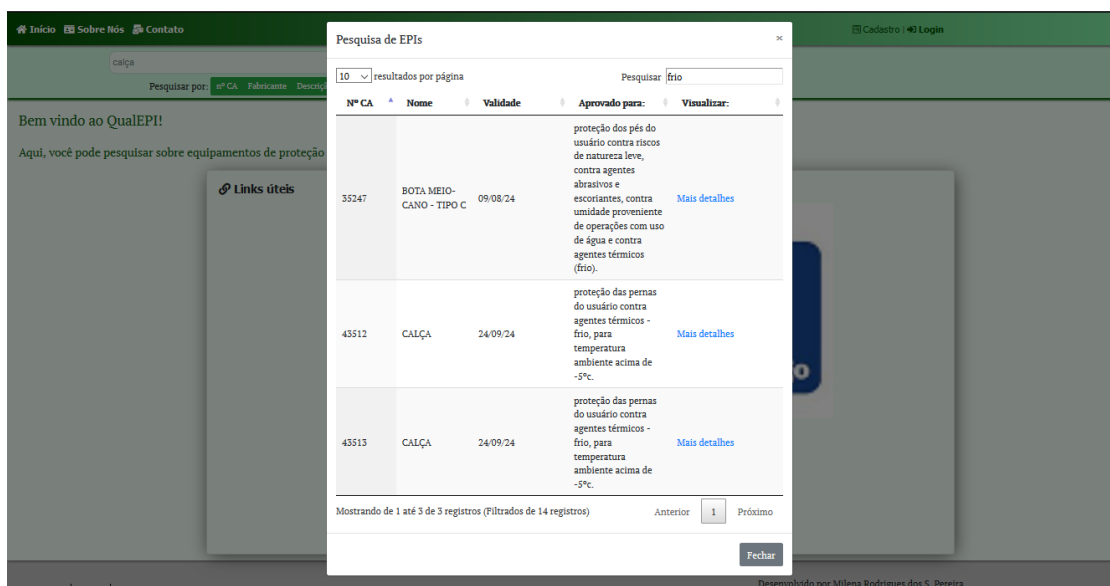 Início Sobre Nós Contato
Cadastro | Login
calça
Pesquisar por: nº CA Fabricante
Bem vindo ao QualEPI!
Aqui, você pode pesquisar sobre equipamentos de proteção
Links úteis
Pesquisa de EPIs ×
10 resultados por página Pesquisar frio
Nº CA Nome Validade Aprovado para: Visualizar:
proteção dos pés do
usuário contra riscos
de natureza leve,
contra agentes
abrasivos e
35247 BOTA MEIO- 09/08/24 escoriantes, contra Mais detalhes
CANO - TIPO C
umidade proveniente
de operações com uso
de água e contra
agentes térmicos
(frio).
proteção das pernas
do usuário contra
agentes térmicos -
43512 CALÇA 24/09/24 frio, para Mais detalhes
temperatura
ambiente acima de
-5ºc.
proteção das pernas
do usuário contra
agentes térmicos -
43513 CALÇA 24/09/24 frio, para Mais detalhes
temperatura
ambiente acima de
-5ºc.
Mostrando de 1 até 3 de 3 registros (Filtrados de 14 registros) Anterior 1 Próximo
Fechar
Desenvolvido por Milena Rodrigues dos S. Pereira